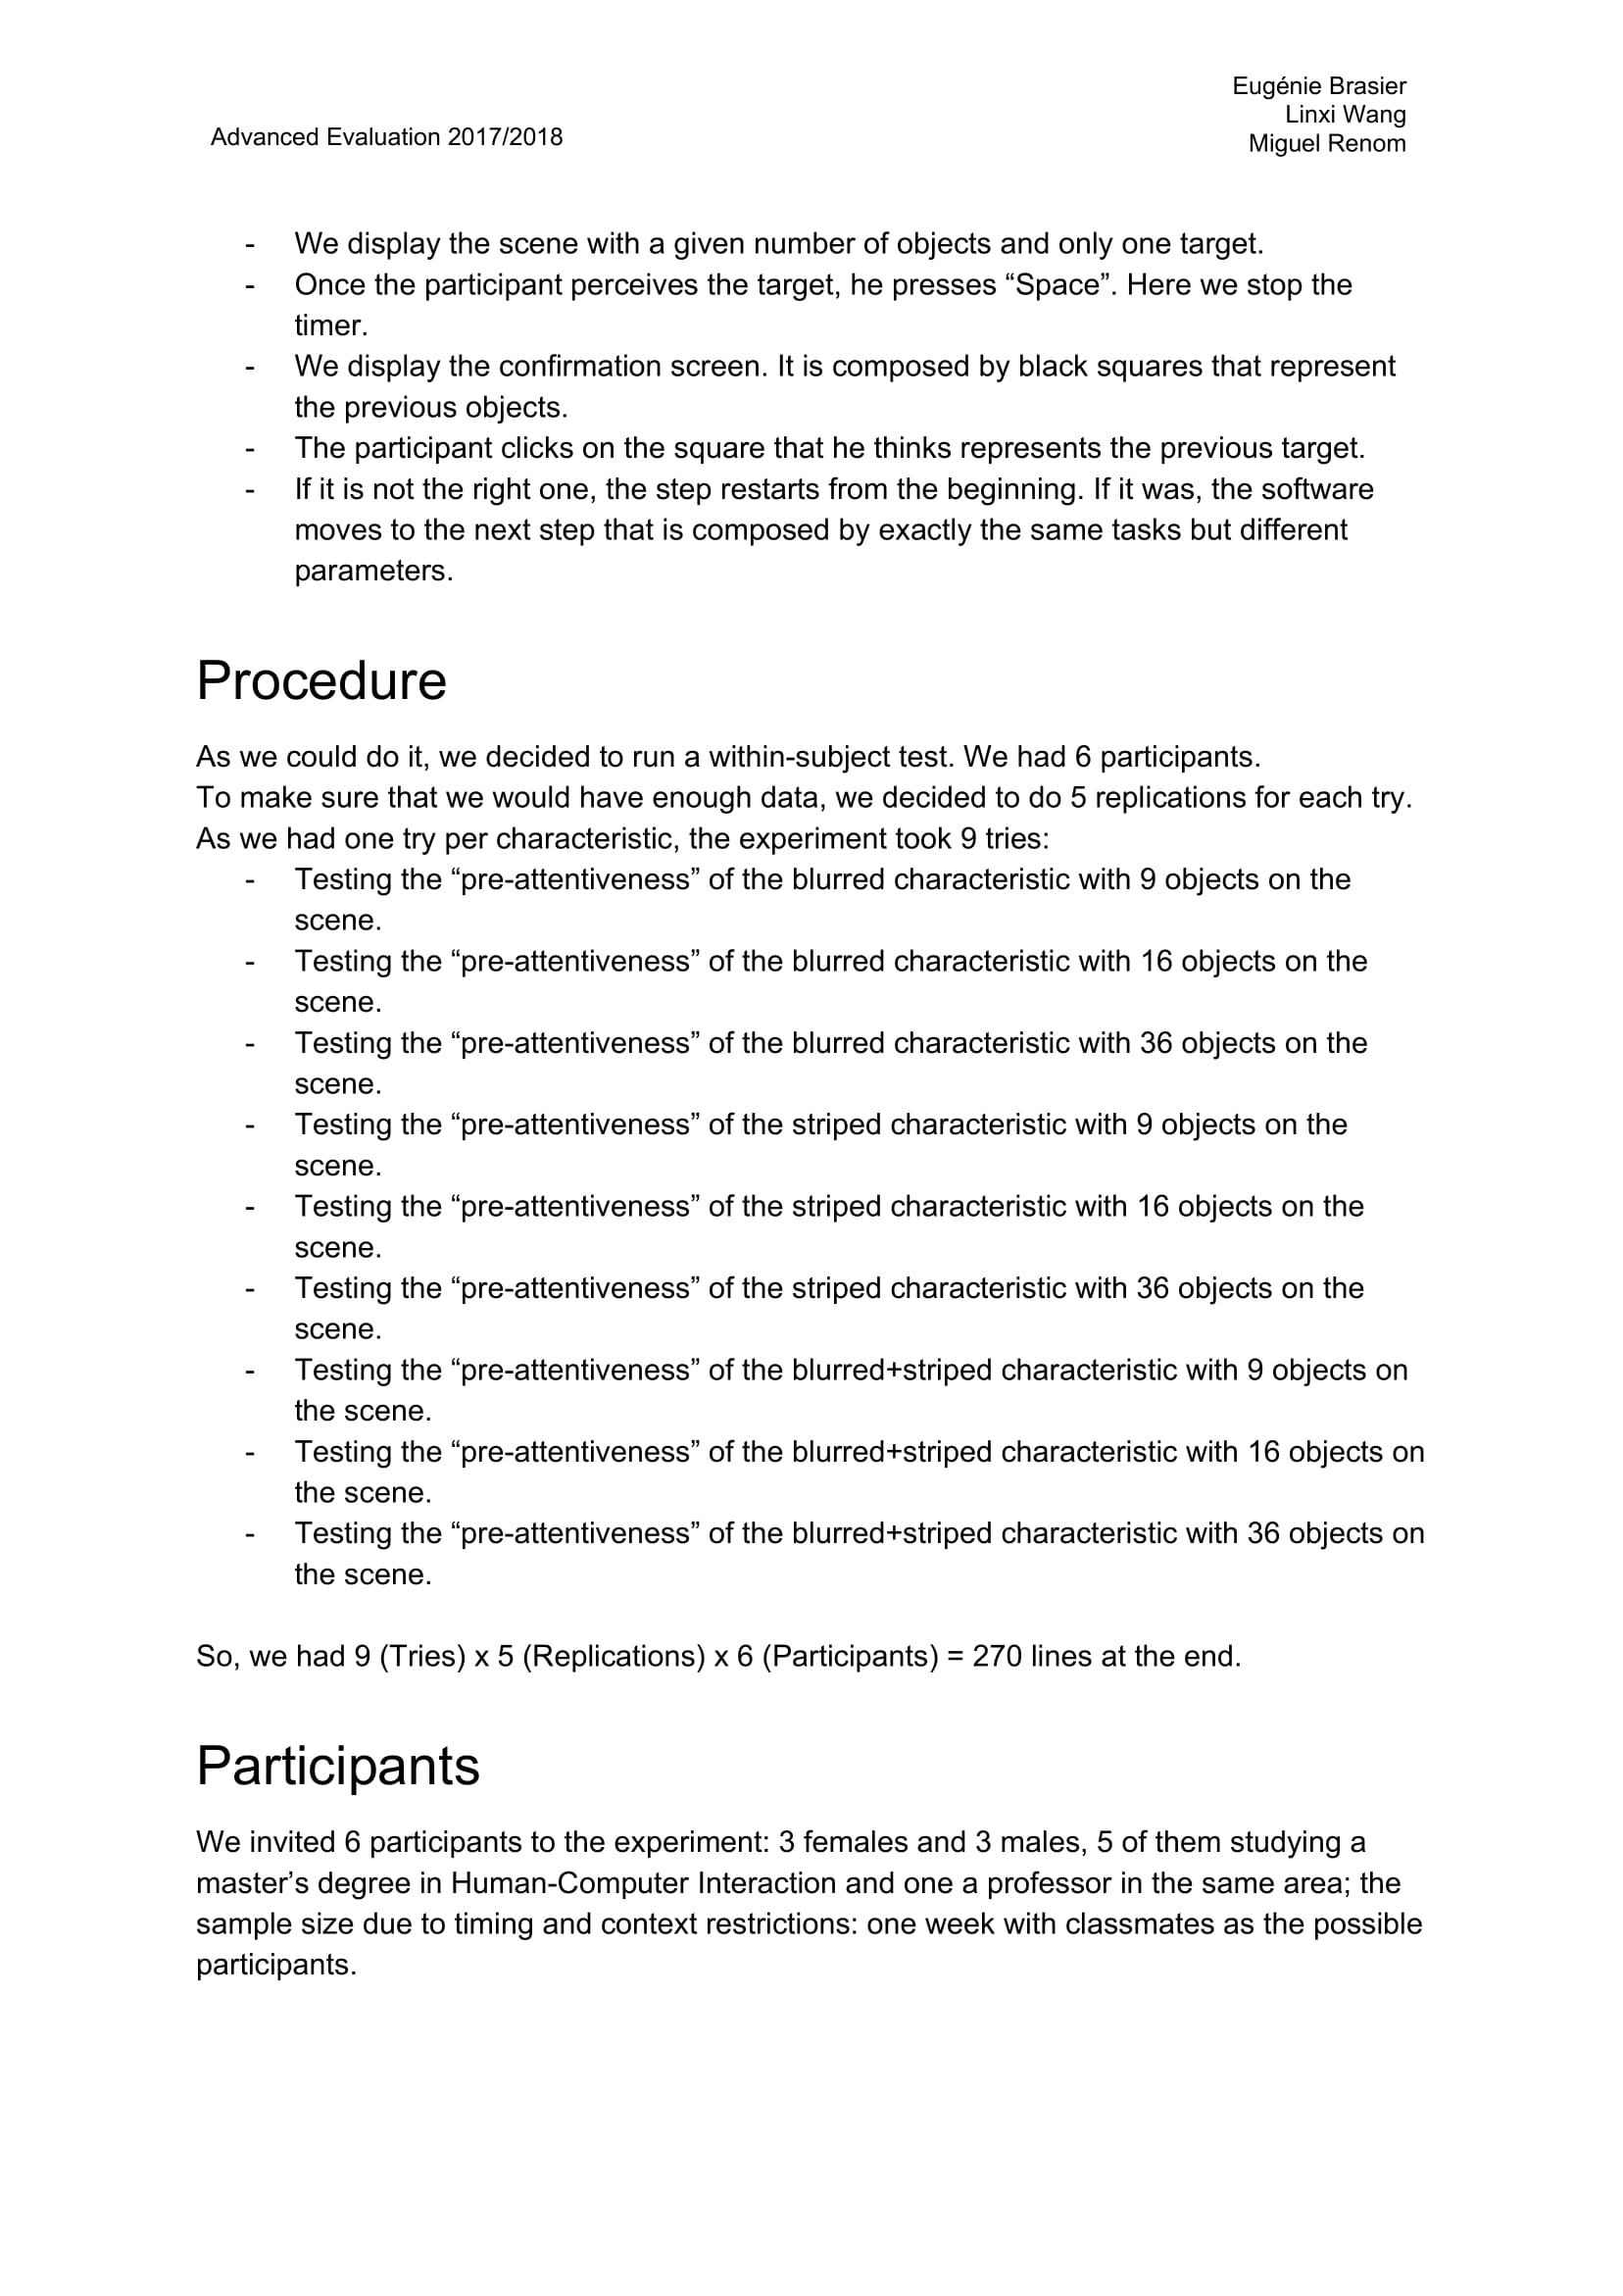 Eugénie Brasier
Linxi Wang
Advanced Evaluation 2017/2018
Miguel Renom
- We display the scene with a given number of objects and only one target.
- Once the participant perceives the target, he presses “Space”. Here we stop the
timer.
- We display the confirmation screen. It is composed by black squares that represent
the previous objects.
- The participant clicks on the square that he thinks represents the previous target.
- If it is not the right one, the step restarts from the beginning. If it was, the software
moves to the next step that is composed by exactly the same tasks but different
parameters.
Procedure
As we could do it, we decided to run a within-subject test. We had 6 participants.
To make sure that we would have enough data, we decided to do 5 replications for each try.
As we had one try per characteristic, the experiment took 9 tries:
- Testing the “pre-attentiveness” of the blurred characteristic with 9 objects on the
scene.
- Testing the “pre-attentiveness” of the blurred characteristic with 16 objects on the
scene.
- Testing the “pre-attentiveness” of the blurred characteristic with 36 objects on the
scene.
- Testing the “pre-attentiveness” of the striped characteristic with 9 objects on the
scene.
- Testing the “pre-attentiveness” of the striped characteristic with 16 objects on the
scene.
- Testing the “pre-attentiveness” of the striped characteristic with 36 objects on the
scene.
- Testing the “pre-attentiveness” of the blurred+striped characteristic with 9 objects on
the scene.
- Testing the “pre-attentiveness” of the blurred+striped characteristic with 16 objects on
the scene.
- Testing the “pre-attentiveness” of the blurred+striped characteristic with 36 objects on
the scene.
So, we had 9 (Tries) x 5 (Replications) x 6 (Participants) = 270 lines at the end.
Participants
We invited 6 participants to the experiment: 3 females and 3 males, 5 of them studying a
master’s degree in Human-Computer Interaction and one a professor in the same area; the
sample size due to timing and context restrictions: one week with classmates as the possible
participants.